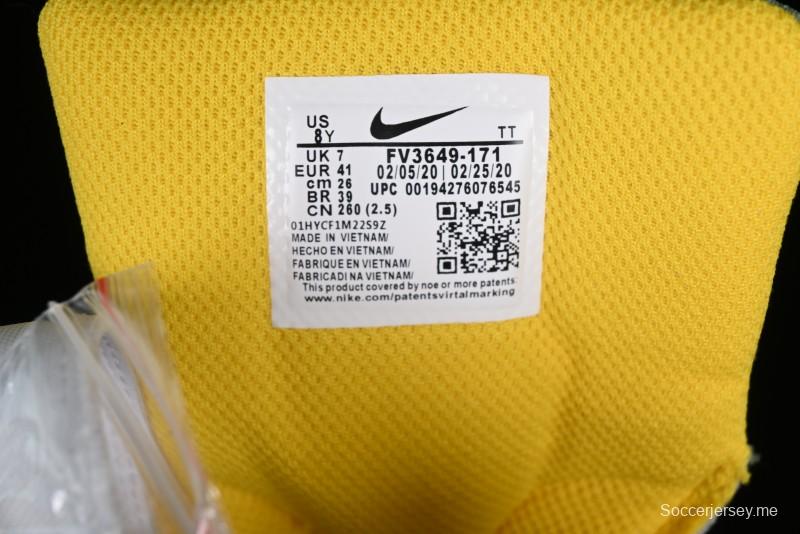 US
8Y
TT
UK 7
EUR 41
cm 26
BR 39
CN 260 (2.5)
FV3649-171
02/05/20 | 02/25/20
UPC 00194276076545
01HYCF1M22S9Z
MADE IN VIETNAM/
HECHO EN VIETNAM/
FABRIQUE EN VIETNAM/
FABRICADI NA VIETNAM/
This product covered by noe or more patents.
www.nike.com/patentsvirtalmarking
Soccerjersey.me